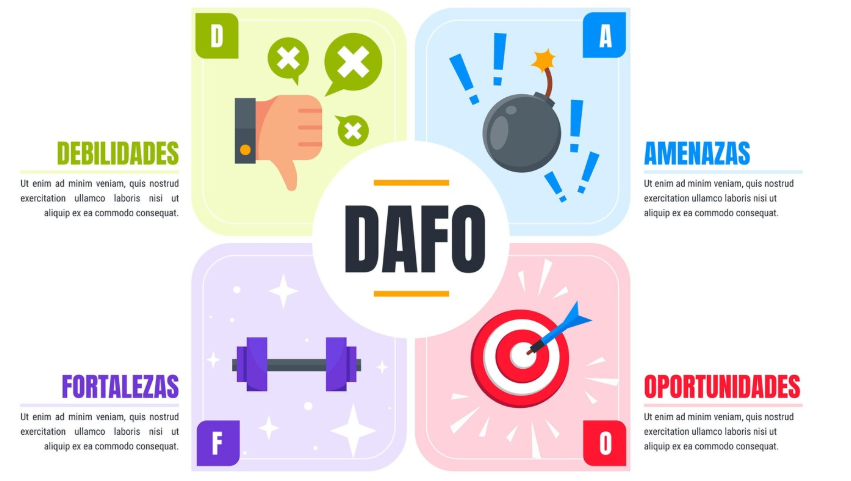 D
A
DEBILIDADES
Ut enim ad minim veniam, quis nostrud
exercitation ullamco laboris nisi ut
aliquip ex ea commodo consequat.
AMENAZAS
Ut enim ad minim veniam, quis nostrud
exercitation ullamco laboris nisi ut
aliquip ex ea commodo consequat.
DAFO
FORTALEZAS
Ut enim ad minim veniam, quis nostrud
exercitation ullamco laboris nisi ut
aliquip ex ea commodo consequat.
OPORTUNIDADES
Ut enim ad minim veniam, quis nostrud
exercitation ullamco laboris nisi ut
aliquip ex ea commodo consequat.
F
O